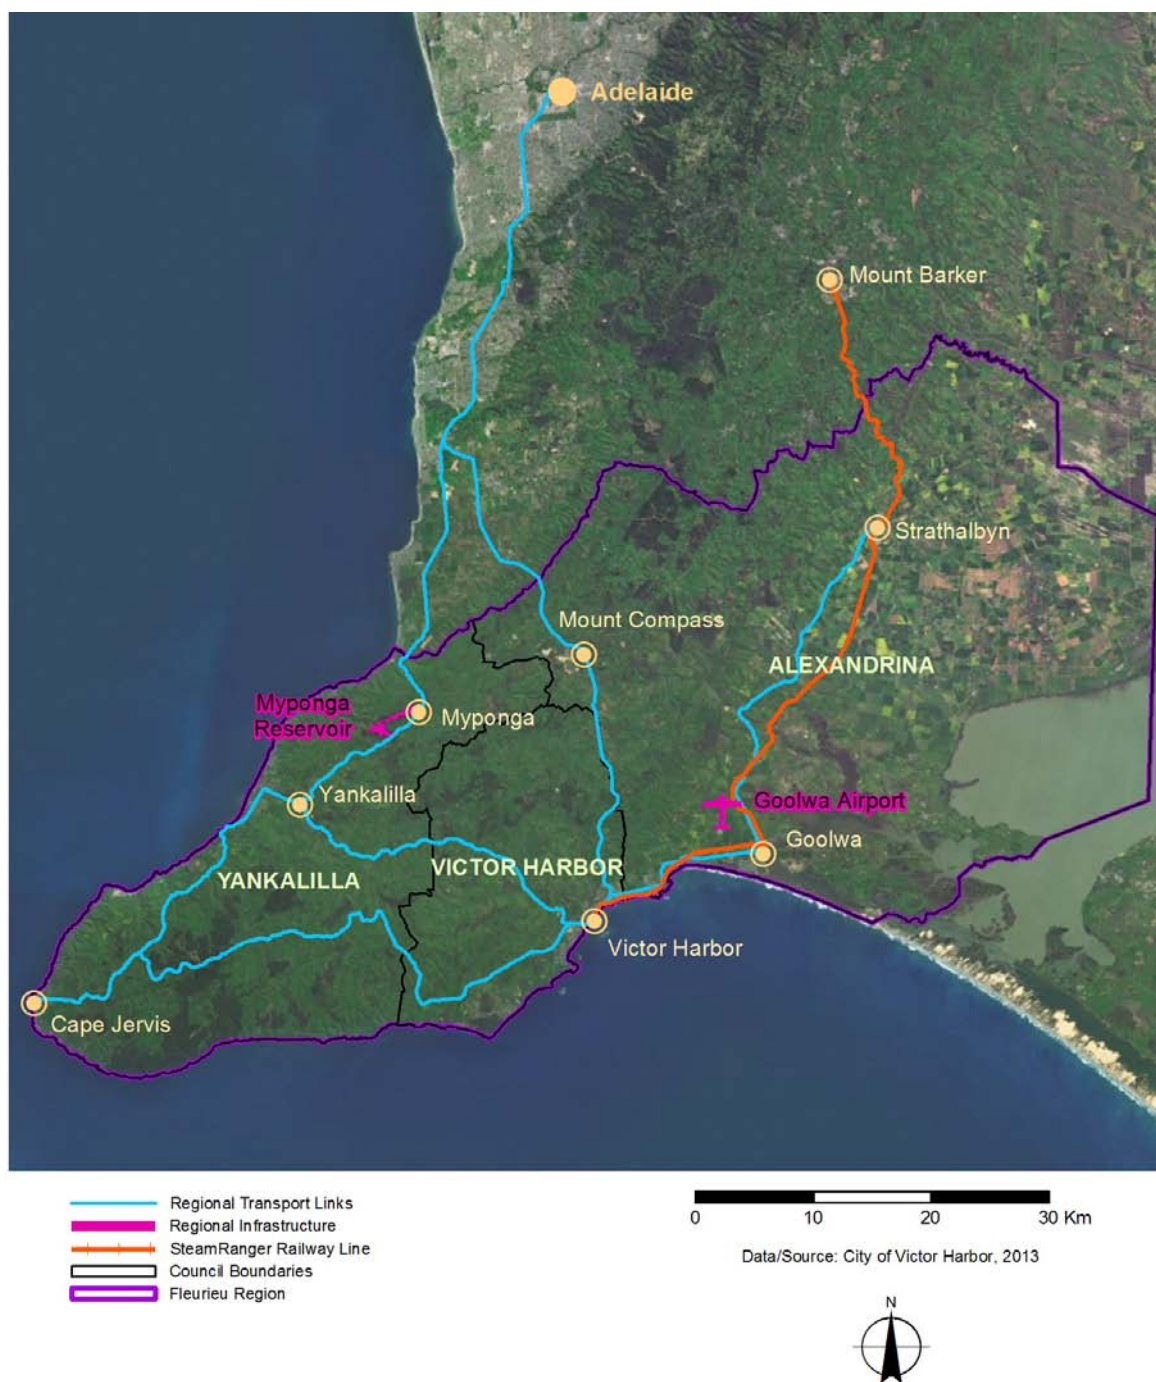 Adelaide
Mount Barker
Strathalbyn
Mount Compass
ALEXANDRINA
Myponga
Reservoir
Myponga
Yankalilla
Goolwa Airport
Goolwa
VICTOR HARBOR
YANKALILLA
Victor Harbor
Cape Jervis
Regional Transport Links
Regional Infrastructure
SteamRanger Railway Line
Council Boundaries
Fleurieu Region
0 10 20 30 Km
Data/Source: City of Victor Harbor, 2013
N